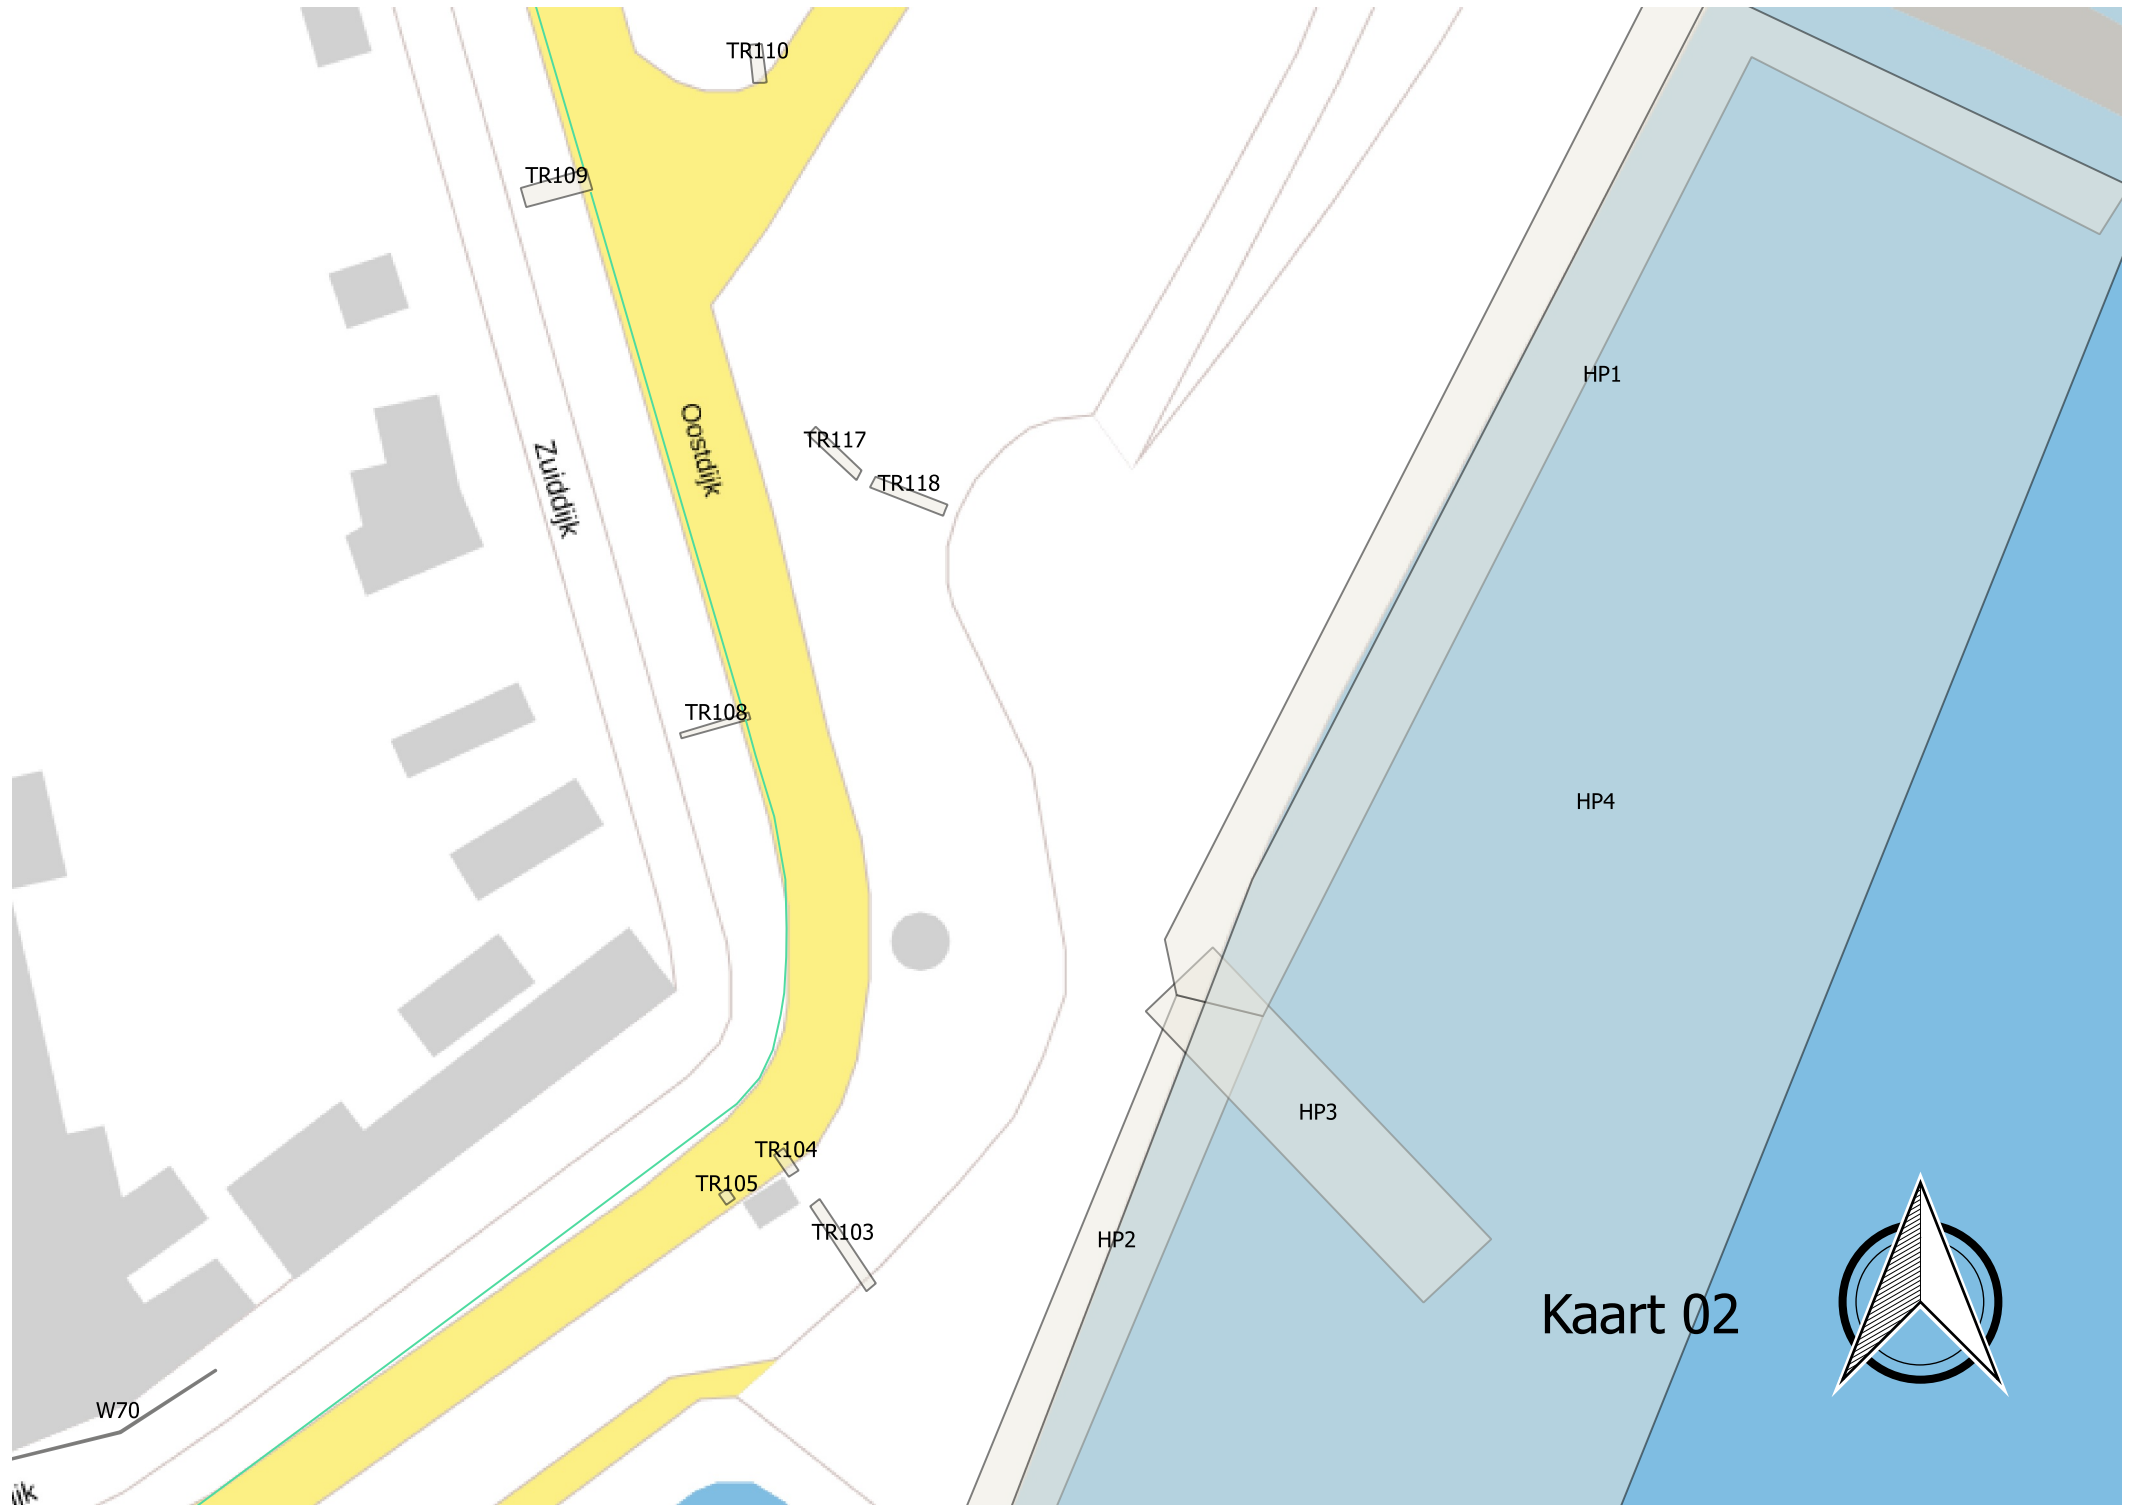 TR110
TR109
HP1
Oostdijk
TR117
Zuiddijk
TR118
TR108
HP4
HP3
TR104
TR105
TR103
HP2
Kaart 02
W70